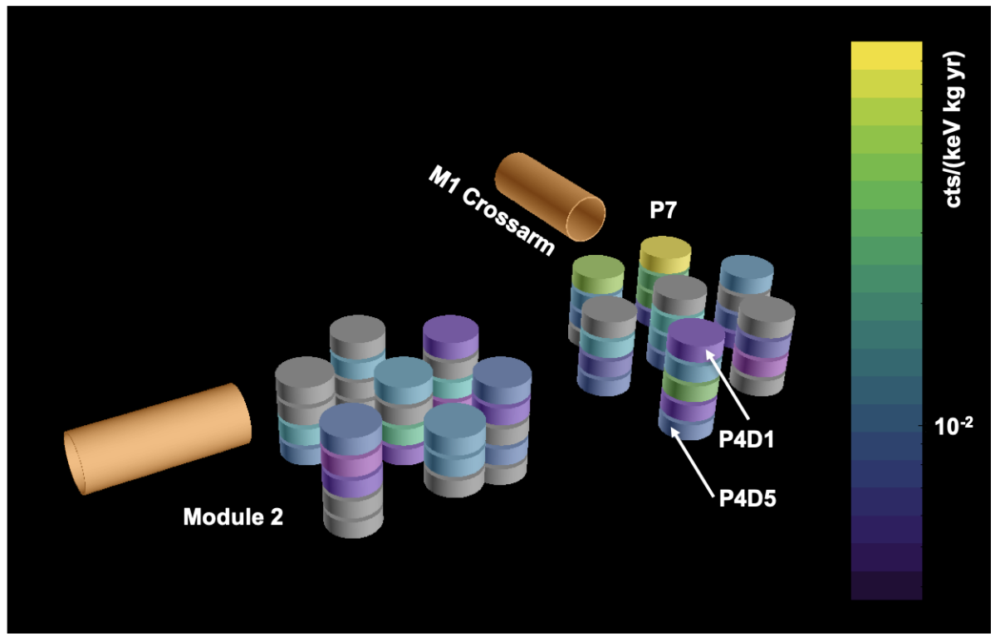 cts/(keV kg yr)
M1 Crossarm
P7
10⁻²
P4D1
P4D5
Module 2